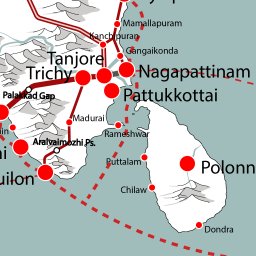 Mamallapuram
Kanchipuram
Gangaikonda
Tanjore
Trichy
Nagapattinam
Pattukkottai
Palakkad Gap
Madurai
Rameshwar
Aralvaimozhi Ps.
Puttalam
Polonn
uilon
Chilaw
Dondra